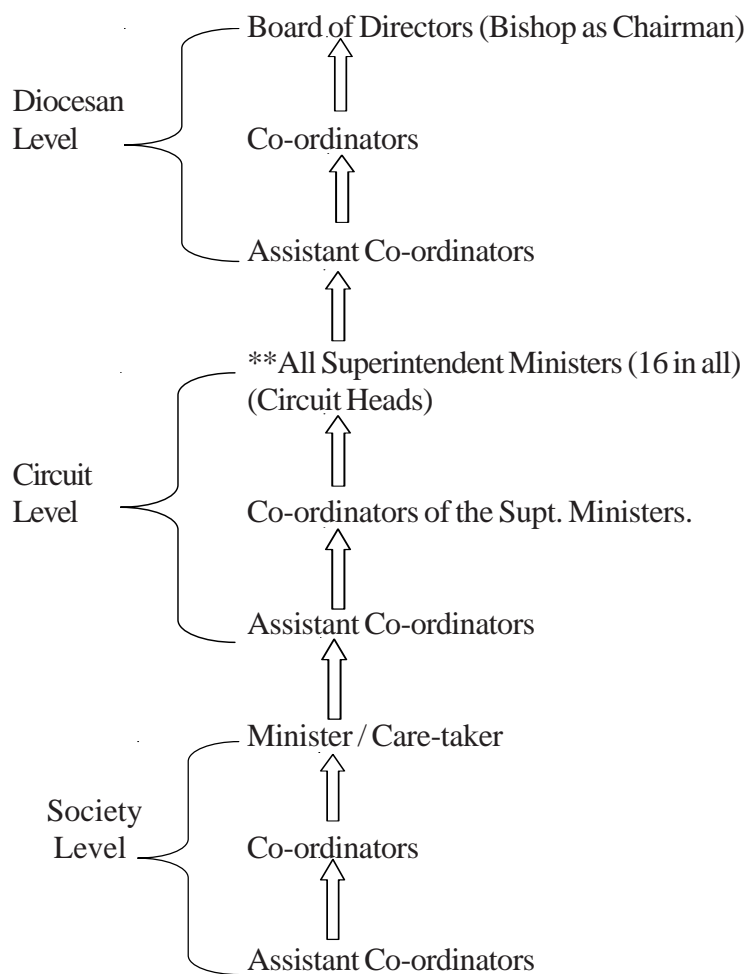 Board of Directors (Bishop as Chairman)
Diocesan
Level
Co-ordinators
Assistant Co-ordinators
**All Superintendent Ministers (16 in all)
(Circuit Heads)
Circuit
Level
Co-ordinators of the Supt. Ministers.
Assistant Co-ordinators
Minister / Care-taker
Society
Level
Co-ordinators
Assistant Co-ordinators